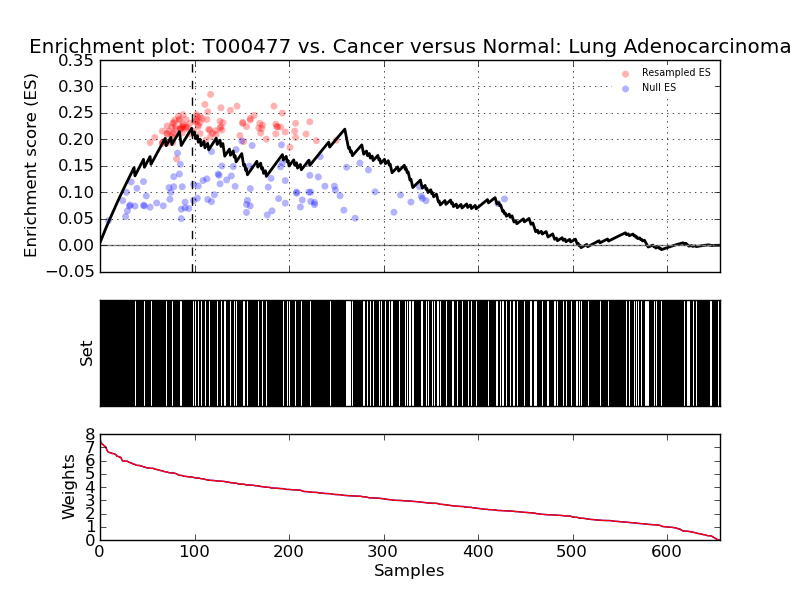 Enrichment plot: T000477 vs. Cancer versus Normal: Lung Adenocarcinoma
0.35
0.30
0.25
0.20
0.15
0.10
0.05
0.00
−0.05
Enrichment score (ES)
Resampled ES
Null ES
Set
8
7
6
5
4
3
2
1
0
Weights
0 100 200 300 400 500 600
Samples